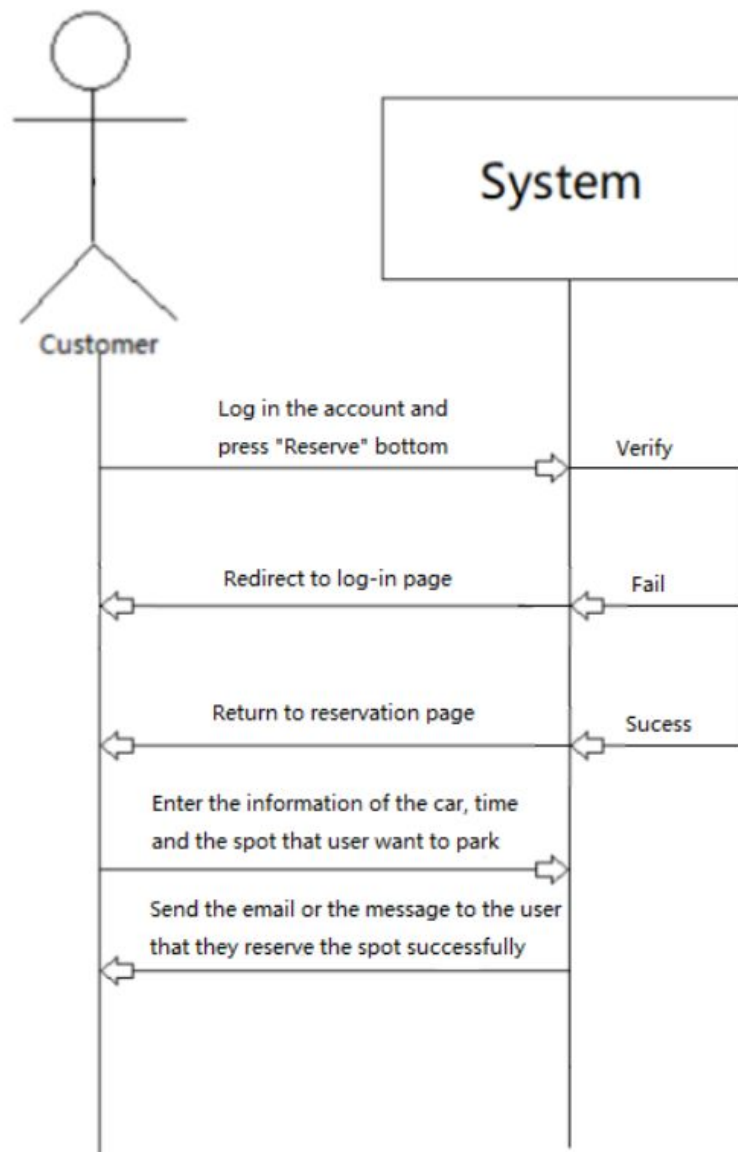 System
Customer
Log in the account and
press "Reserve" bottom
Verify
Redirect to log-in page
Fail
Return to reservation page
Sucess
Enter the information of the car, time
and the spot that user want to park
Send the email or the message to the user
that they reserve the spot successfully